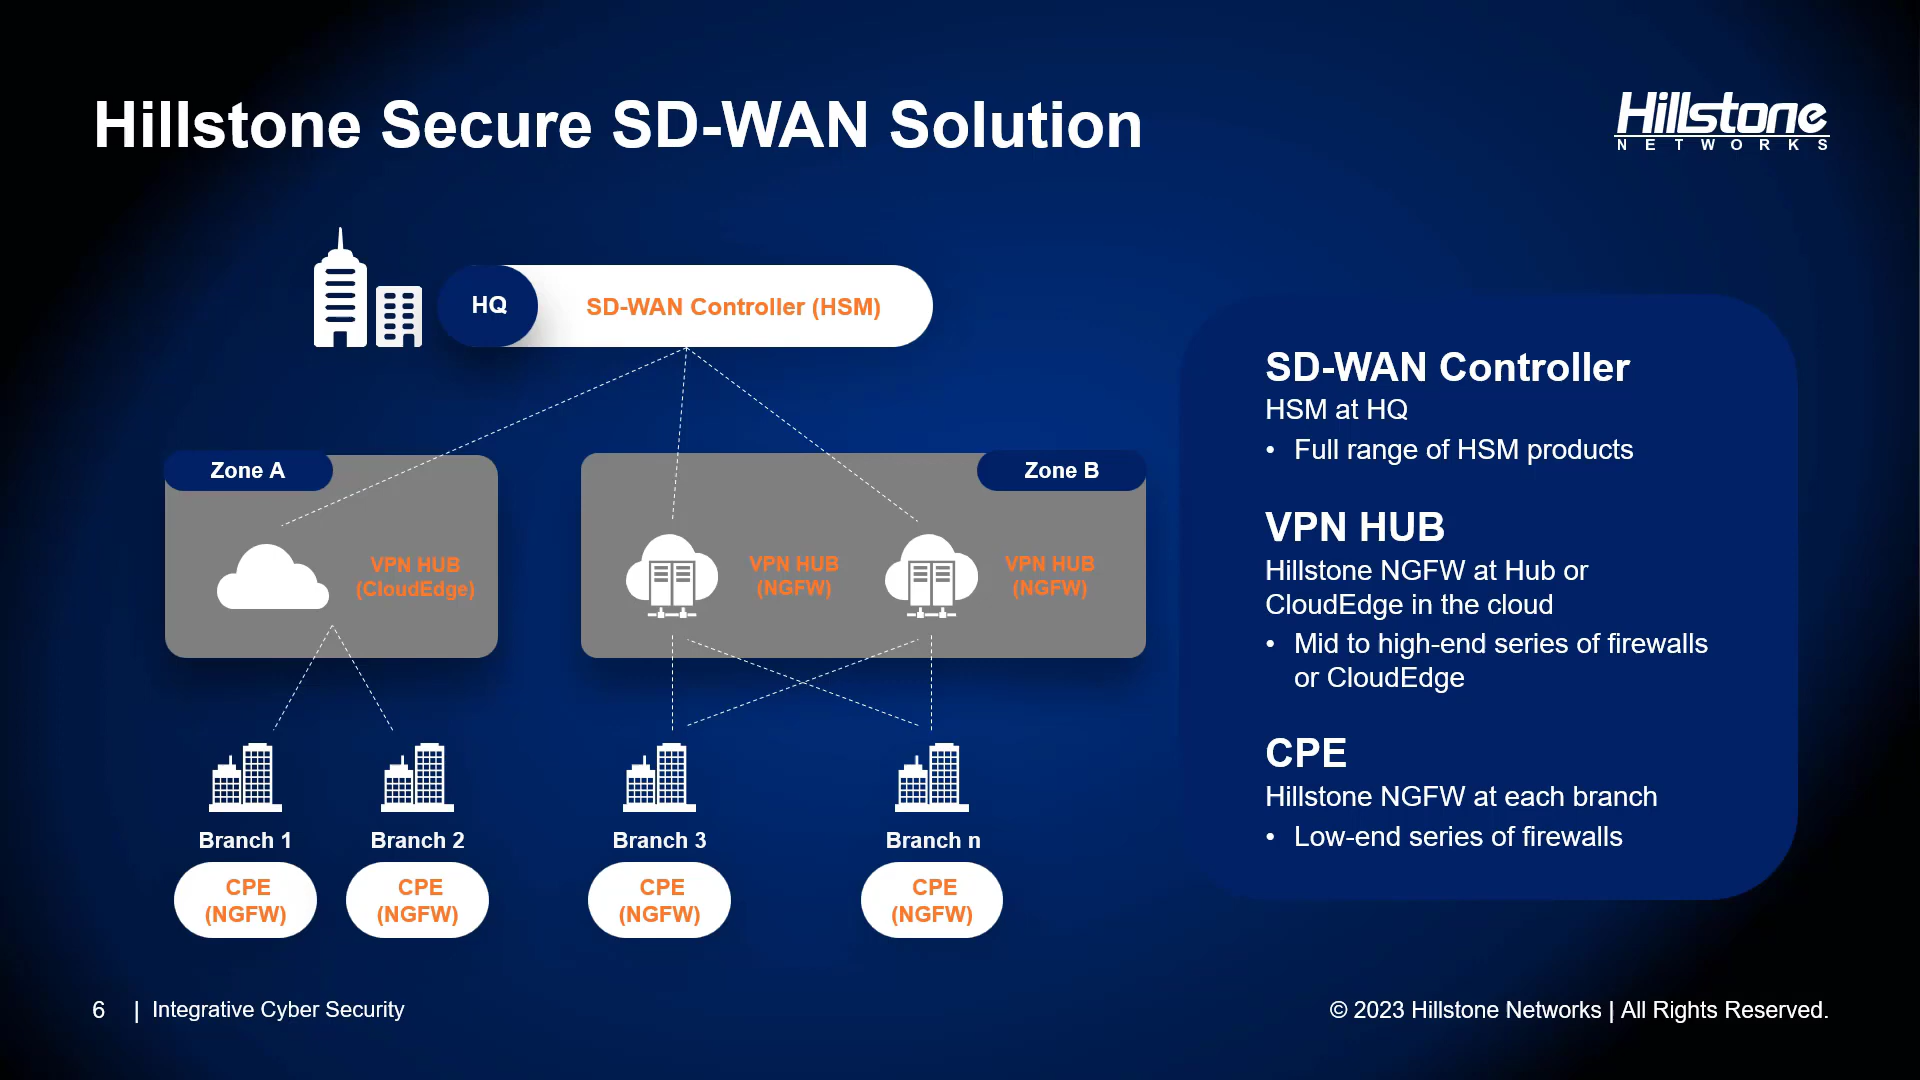 Hillstone Secure SD-WAN Solution
Hillstone
NETWORKS
HQ
SD-WAN Controller (HSM)
Zone A
VPN HUB
(CloudEdge)
Zone B
VPN HUB
(NGFW)
VPN HUB
(NGFW)
Branch 1
CPE
(NGFW)
Branch 2
CPE
(NGFW)
Branch 3
CPE
(NGFW)
Branch n
CPE
(NGFW)
SD-WAN Controller
HSM at HQ
• Full range of HSM products
VPN HUB
Hillstone NGFW at Hub or
CloudEdge in the cloud
• Mid to high-end series of firewalls
or CloudEdge
CPE
Hillstone NGFW at each branch
• Low-end series of firewalls
6 | Integrative Cyber Security
© 2023 Hillstone Networks | All Rights Reserved.